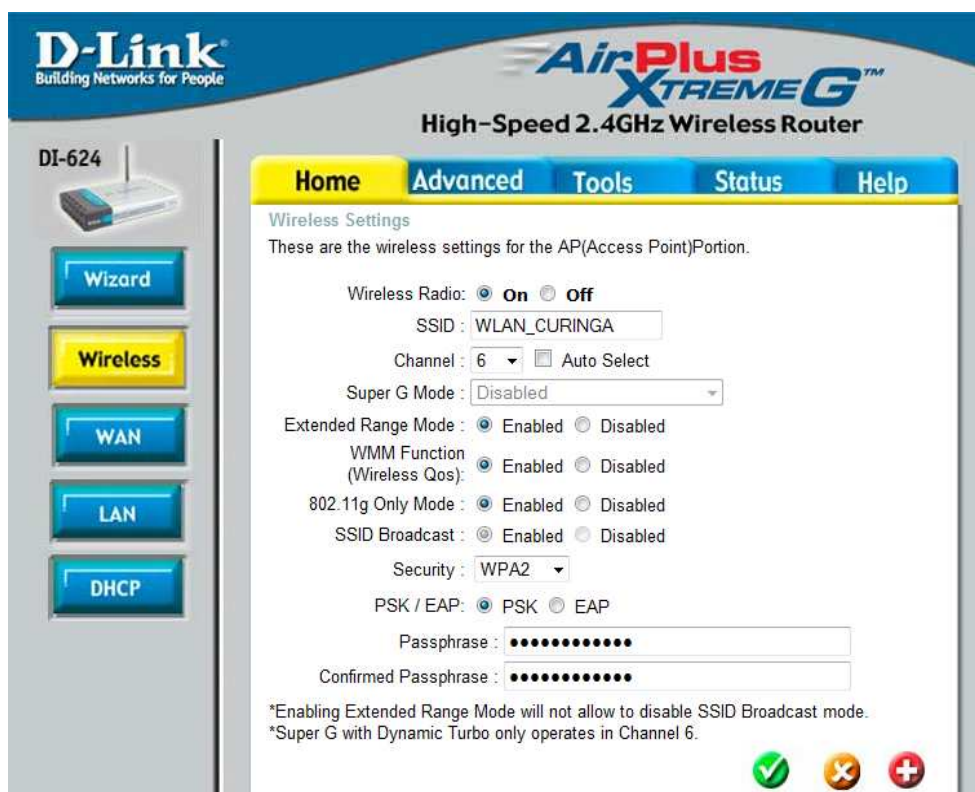 D-Link
Building Networks for People
AirPlus
XTREME G™
High-Speed 2.4GHz Wireless Router
DI-624
Home Advanced Tools Status Help
Wizard
Wireless
WAN
LAN
DHCP
Wireless Settings
These are the wireless settings for the AP(Access Point)Portion.
Wireless Radio: On Off
SSID : WLAN_CURINGA
Channel : 6 Auto Select
Super G Mode : Disabled
Extended Range Mode : Enabled Disabled
WMM Function
(Wireless Qos): Enabled Disabled
802.11g Only Mode : Enabled Disabled
SSID Broadcast : Enabled Disabled
Security : WPA2
PSK / EAP: PSK EAP
Passphrase : ●●●●●●●●●●●●
Confirmed Passphrase : ●●●●●●●●●●●●
*Enabling Extended Range Mode will not allow to disable SSID Broadcast mode.
*Super G with Dynamic Turbo only operates in Channel 6.